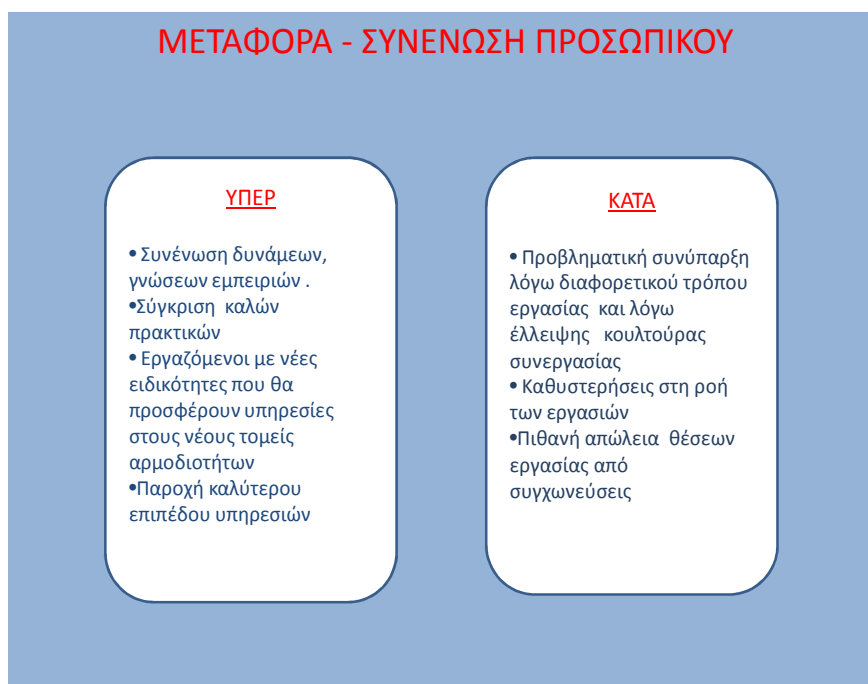 ΜΕΤΑΦΟΡΑ - ΣΥΝΕΝΩΣΗ ΠΡΟΣΩΠΙΚΟΥ
ΥΠΕΡ
• Συνένωση δυνάμεων,
γνώσεων εμπειριών .
•Σύγκριση καλών
πρακτικών
• Εργαζόμενοι με νέες
ειδικότητες που θα
προσφέρουν υπηρεσίες
στους νέους τομείς
αρμοδιοτήτων
•Παροχή καλύτερου
επιπέδου υπηρεσιών
ΚΑΤΑ
• Προβληματική συνύπαρξη
λόγω διαφορετικού τρόπου
εργασίας και λόγω
έλλειψης κουλτούρας
συνεργασίας
• Καθυστερήσεις στη ροή
των εργασιών
•Πιθανή απώλεια θέσεων
εργασίας από
συγχωνεύσεις